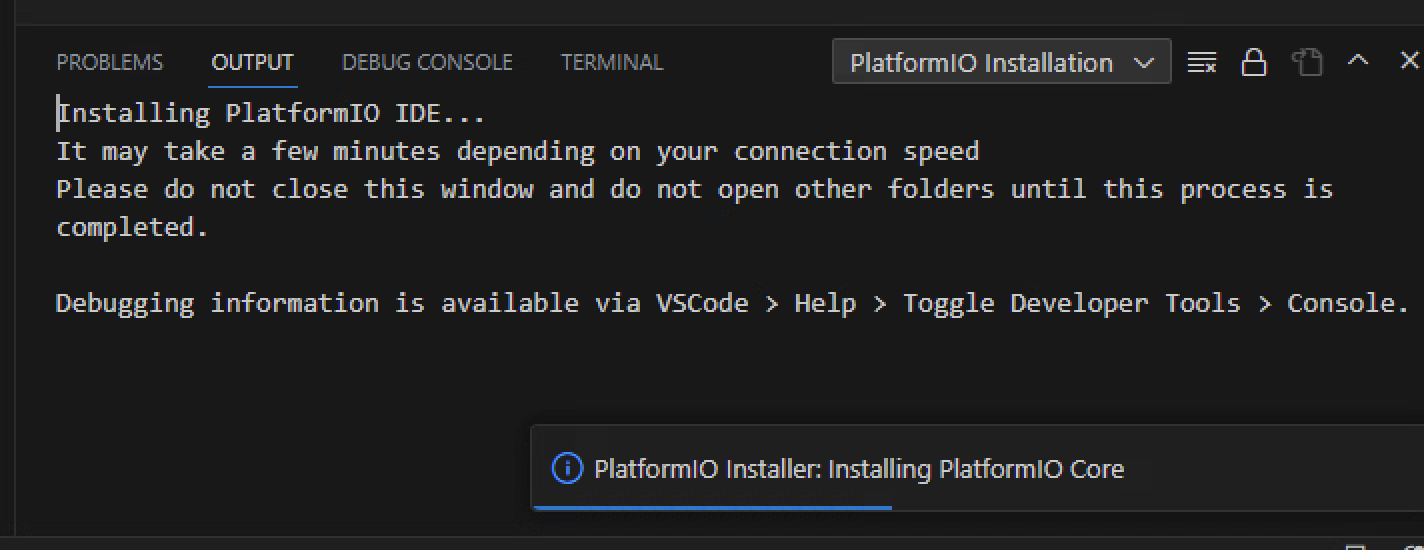 PROBLEMS OUTPUT DEBUG CONSOLE TERMINAL PlatformIO Installation
Installing PlatformIO IDE...
It may take a few minutes depending on your connection speed
Please do not close this window and do not open other folders until this process is
completed.
Debugging information is available via VSCode > Help > Toggle Developer Tools > Console.
PlatformIO Installer: Installing PlatformIO Core